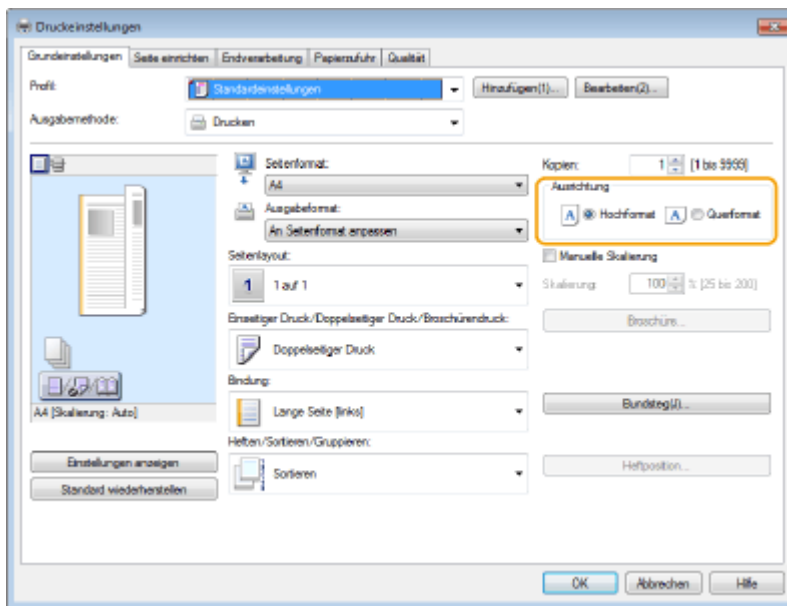 Druckeinstellungen
Grundeinstellungen Seite einrichten Endverarbeitung Papierzufuhr Qualität
Profil: Standardeinstellungen Hinzufügen(1)... Bearbeiten(2)...
Ausgabemethode: Drucken
Seitenformat: Kopien: 1 [1 bis 9999]
A4 Ausrichtung
Ausgabeformat: A Hochformat A Querformat
An Seitenformat anpassen
Seitenlayout: Manuelle Skalierung
1 1 auf 1 Skalierung: 100 % [25 bis 200]
Einseitiger Druck/Doppelseitiger Druck/Broschürendruck: Broschüre...
Doppelseitiger Druck
Bindung:
A4 [Skalierung: Auto] Lange Seite [links] Bundsteg(J)...
Heften/Sortieren/Gruppieren:
Einstellungen anzeigen Sortieren Heftposition...
Standard wiederherstellen
OK Abbrechen Hilfe